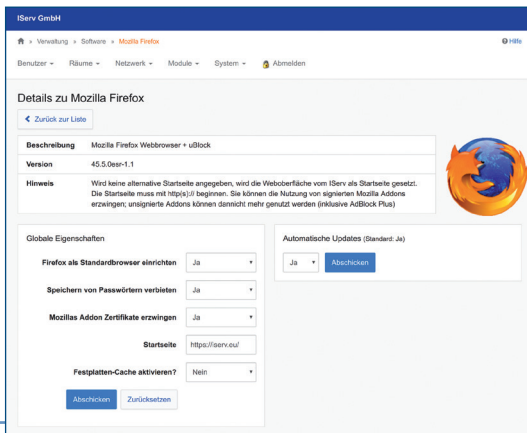 IServ GmbH
» Verwaltung » Software » Mozilla Firefox
Hilfe
Benutzer Räume Netzwerk Module System Abmelden
Details zu Mozilla Firefox
Zurück zur Liste
Beschreibung Mozilla Firefox Webbrowser + uBlock
Version 45.5.0esr-1.1
Hinweis Wird keine alternative Startseite angegeben, wird die Weboberfläche vom IServ als Startseite gesetzt.
Die Startseite muss mit http(s):// beginnen. Sie können die Nutzung von signierten Mozilla Addons
erzwingen; unsignierte Addons können dannicht mehr genutzt werden (inklusive AdBlock Plus)
Globale Eigenschaften
Firefox als Standardbrowser einrichten Ja
Speichern von Passwörtern verbieten Ja
Mozillas Addon Zertifikate erzwingen Ja
Startseite https://iserv.eu/
Festplatten-Cache aktivieren? Nein
Abschicken Zurücksetzen
Automatische Updates (Standard: Ja)
Ja Abschicken